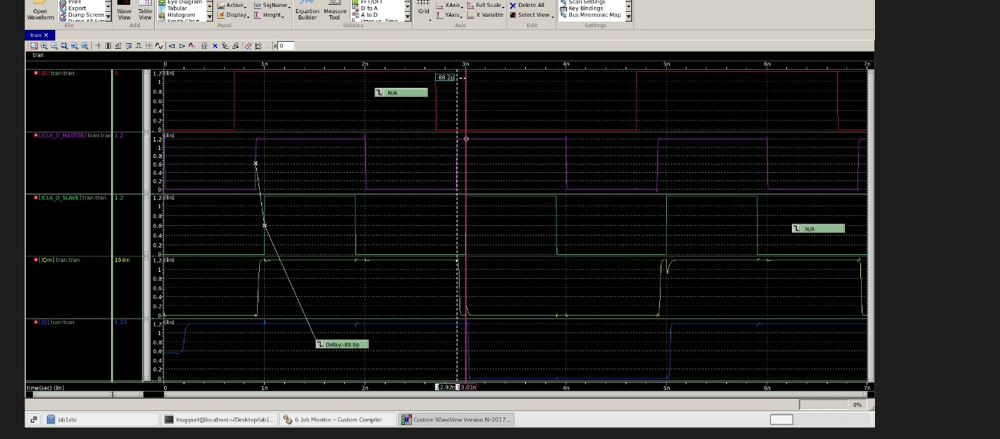 Print
Export
Dump Screen
Open
Waveform
File
Wave
View
Table
View
Add
Eye Diagram
Tabular
Histogram
Action
SigName
Display
Height
Panel
Equation
Builder
Measure
Tool
FFT/DFT
D to A
A to D
Utilities
Grid
XAxis
Full Scale
YAxis
X Variable
Axis
Delete All
Select View
Edit
Scan Settings
Key Bindings
Bus Mnemonic Map
Settings
tran
x 0
tran
0 1n 2n 3n 4n 5n 6n 7n
[/D] tran:tran 0
1.2 (lin)
1
0.8
0.6
0.4
0.2
0
-88.2p
N/A
[/CLK_D_MASTER] tran:tran 1.2
1.2 (lin)
1
0.8
0.6
0.4
0.2
0
[/CLK_D_SLAVE] tran:tran 1.2
1.2 (lin)
1
0.8
0.6
0.4
0.2
0
N/A
[/Qm] tran:tran 194m
1.2 (lin)
1
0.8
0.6
0.4
0.2
0
[/Q] tran:tran 1.23
1.2 (lin)
1
0.8
0.6
0.4
0.2
0
Delay:-89.9p
time(sec) (lin)
0 1n 2n 2.92n 3.01n 4n 5n 6n 7n
0%
lab1vlsi
itsupport@localhost:~/Desktop/lab1...
6 Job Monitor - Custom Compiler
Custom WaveView Version N-2017...